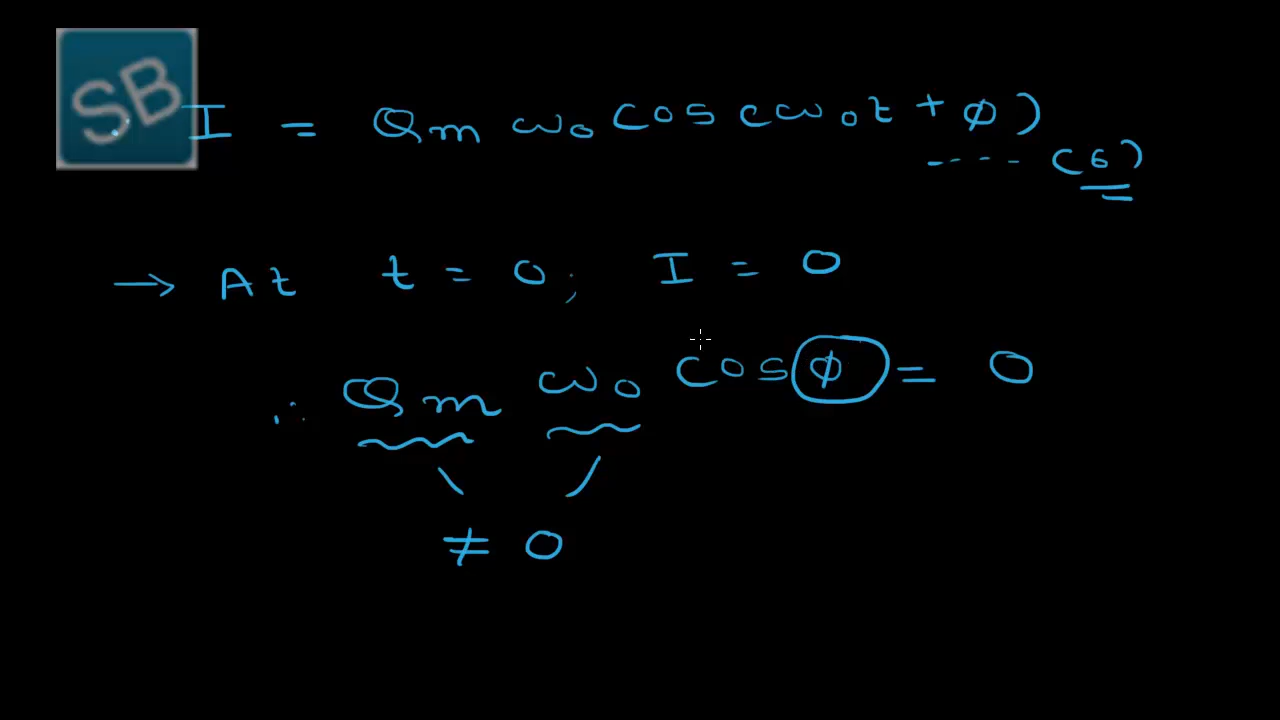 SB
I = Qm ω₀ cos (ω₀t + φ)
---- (6)
→ At t = 0; I = 0
∴ Qm ω₀ cos φ = 0
≠ 0